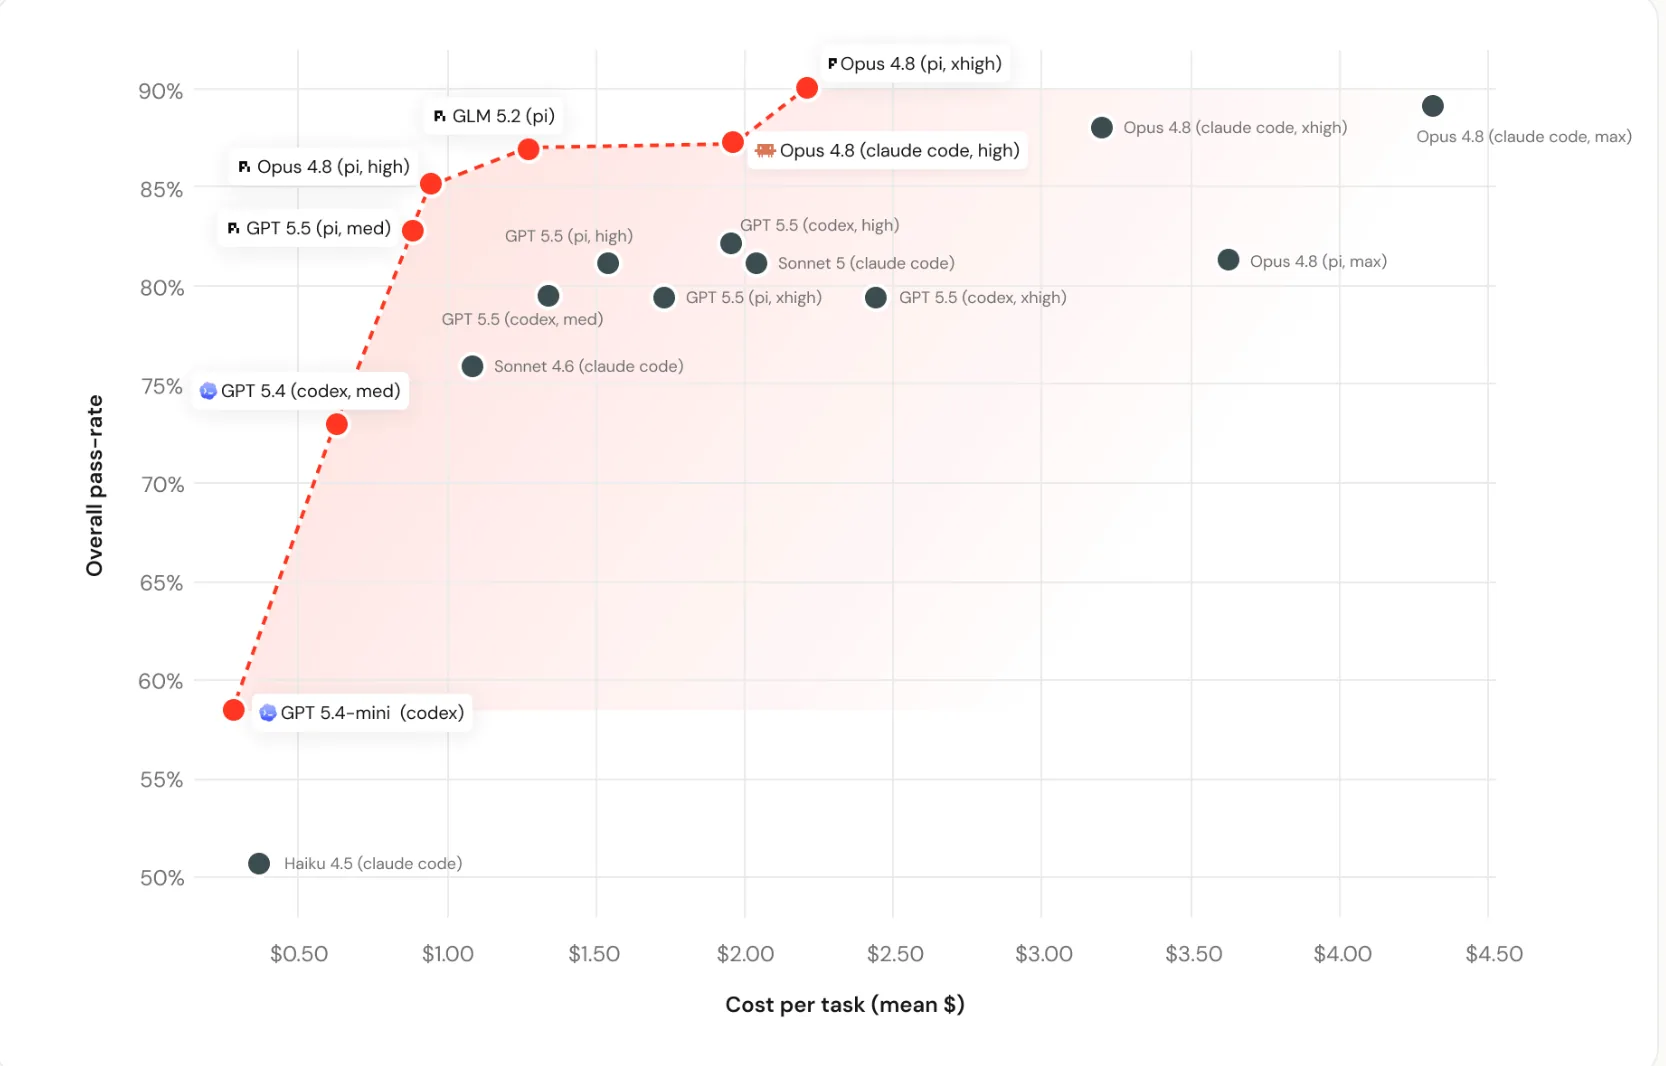 Opus 4.8 (pi, xhigh)
90%
Opus 4.8 (claude code, max)
GLM 5.2 (pi)
Opus 4.8 (claude code, xhigh)
Opus 4.8 (claude code, high)
Opus 4.8 (pi, high)
85%
GPT 5.5 (pi, med)
GPT 5.5 (codex, high)
GPT 5.5 (pi, high)
Sonnet 5 (claude code)
Opus 4.8 (pi, max)
80%
GPT 5.5 (pi, xhigh)
GPT 5.5 (codex, xhigh)
GPT 5.5 (codex, med)
Sonnet 4.6 (claude code)
75%
GPT 5.4 (codex, med)
Overall pass-rate
70%
65%
60%
GPT 5.4-mini (codex)
55%
Haiku 4.5 (claude code)
50%
$0.50 $1.00 $1.50 $2.00 $2.50 $3.00 $3.50 $4.00 $4.50
Cost per task (mean $)